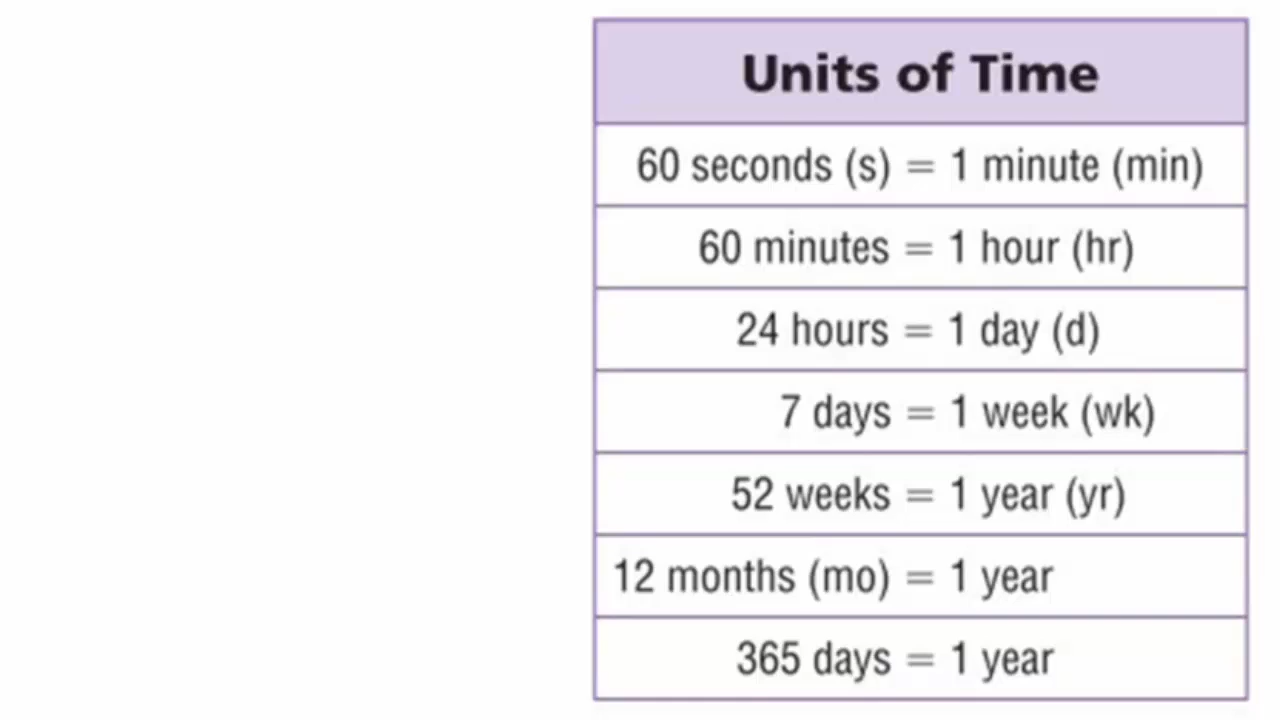 Units of Time
60 seconds (s) = 1 minute (min)
60 minutes = 1 hour (hr)
24 hours = 1 day (d)
7 days = 1 week (wk)
52 weeks = 1 year (yr)
12 months (mo) = 1 year
365 days = 1 year